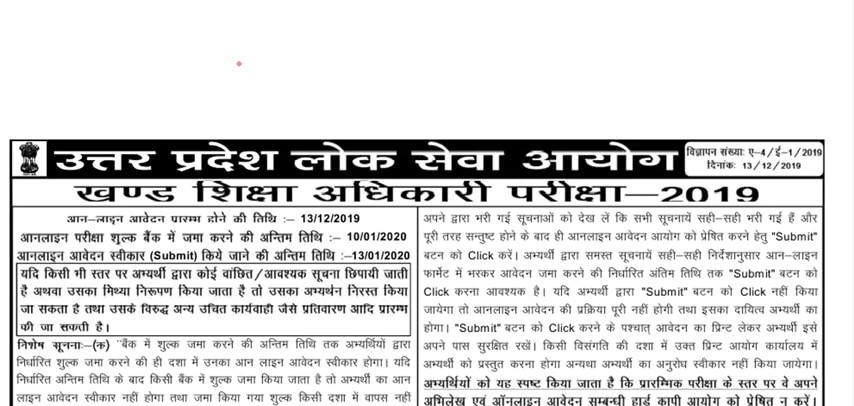 उत्तर प्रदेश लोक सेवा आयोग
विज्ञापन संख्याः ए-4/ई-1/2019
दिनांकः 13/12/2019
खण्ड शिक्षा अधिकारी परीक्षा—2019
आन-लाइन आवेदन प्रारम्भ होने की तिथि :– 13/12/2019
आनलाइन परीक्षा शुल्क बैंक में जमा करने की अन्तिम तिथि :– 10/01/2020
आनलाइन आवेदन स्वीकार (Submit) किये जाने की अन्तिम तिथि :–13/01/2020
यदि किसी भी स्तर पर अभ्यर्थी द्वारा कोई वांछित/आवश्यक सूचना छिपायी जाती
है अथवा उसका मिथ्या निरूपण किया जाता है तो उसका अभ्यर्थन निरस्त किया
जा सकता है तथा उसके विरुद्ध अन्य उचित कार्यवाही जैसे प्रतिवारण आदि प्रारम्भ
की जा सकती है।
विशेष सूचनाः–(क) "बैंक में शुल्क जमा करने की अन्तिम तिथि तक अभ्यर्थियों द्वारा
निर्धारित शुल्क जमा करने की ही दशा में उनका आन लाइन आवेदन स्वीकार होगा। यदि
निर्धारित अन्तिम तिथि के बाद किसी बैंक में शुल्क जमा किया जाता है तो अभ्यर्थी का आन
लाइन आवेदन स्वीकार नहीं होगा तथा जमा किया गया शुल्क किसी दशा में वापस नहीं
अपने द्वारा भरी गई सूचनाओं को देख लें कि सभी सूचनायें सही-सही भरी गई हैं और
पूरी तरह सन्तुष्ट होने के बाद ही आनलाइन आवेदन आयोग को प्रेषित करने हेतु "Submit"
बटन को Click करें। अभ्यर्थी द्वारा समस्त सूचनायें सही-सही निर्देशानुसार आन-लाइन
फार्मेट में भरकर आवेदन जमा करने की निर्धारित अंतिम तिथि तक "Submit" बटन को
Click करना आवश्यक है। यदि अभ्यर्थी द्वारा "Submit" बटन को Click नहीं किया
जायेगा तो आनलाइन आवेदन की प्रक्रिया पूरी नहीं होगी तथा इसका दायित्व अभ्यर्थी का
होगा। "Submit" बटन को Click करने के पश्चात् आवेदन का प्रिन्ट लेकर अभ्यर्थी इसे
अपने पास सुरक्षित रखें। किसी विसंगति की दशा में उक्त प्रिन्ट आयोग कार्यालय में
अभ्यर्थी को प्रस्तुत करना होगा अन्यथा अभ्यर्थी का अनुरोध स्वीकार नहीं किया जायेगा।
अभ्यर्थियों को यह स्पष्ट किया जाता है कि प्रारम्भिक परीक्षा के स्तर पर वे अपने
अभिलेख एवं ऑनलाइन आवेदन सम्बन्धी हार्ड कापी आयोग को प्रेषित न करें।